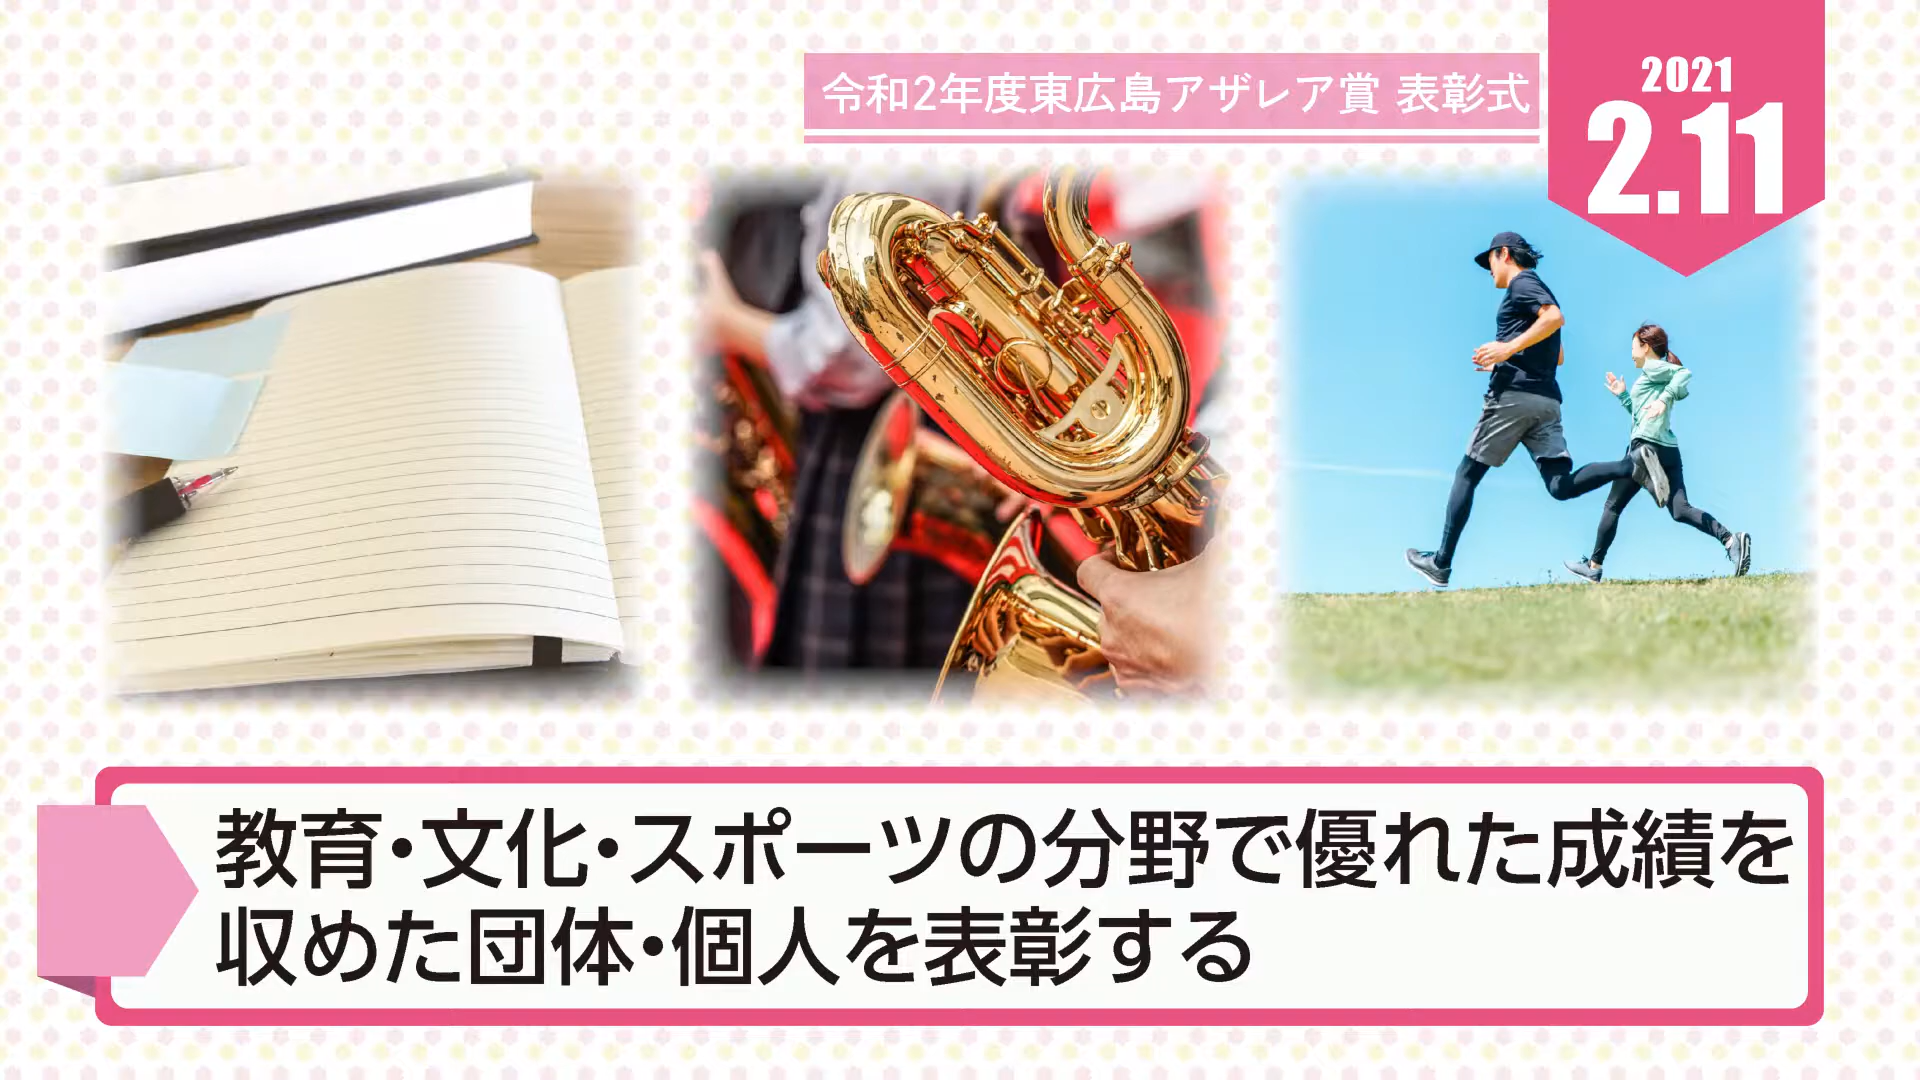 令和2年度東広島アザレア賞 表彰式
2021
2.11
教育・文化・スポーツの分野で優れた成績を
収めた団体・個人を表彰する